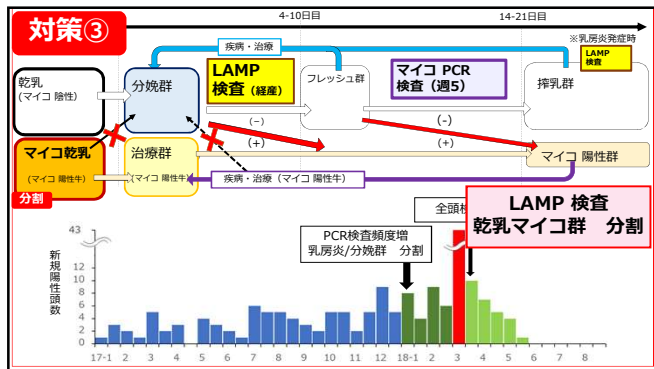 対策③
4-10日目
14-21日目
※乳房炎発症時
疾病・治療
LAMP
検査
乾乳
(マイコ 陰性)
分娩群
LAMP
検査 (経産)
フレッシュ群
マイコ PCR
検査（週5）
搾乳群
(−)
(-)
(+)
(+)
マイコ乾乳
(マイコ 陽性牛)
分割
治療群
(マイコ 陽性牛)
マイコ 陽性群
疾病・治療（マイコ 陽性牛）
全頭検
LAMP 検査
乾乳マイコ群 分割
PCR検査頻度増
乳房炎/分娩群 分割
新規陽性頭数
43
12
10
8
6
4
2
0
17-1 2 3 4 5 6 7 8 9 10 11 12 18-1 2 3 4 5 6 7 8